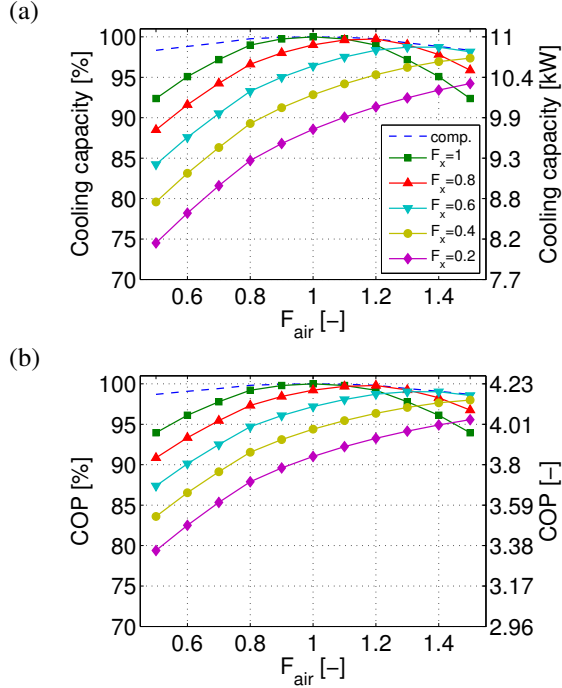 (a)
100
95
90
85
80
75
70
Cooling capacity [%]
11
10.4
9.9
9.3
8.8
8.2
7.7
Cooling capacity [kW]
comp.
F_x=1
F_x=0.8
F_x=0.6
F_x=0.4
F_x=0.2
0.6 0.8 1 1.2 1.4
F_air [–]
(b)
100
95
90
85
80
75
70
COP [%]
4.23
4.01
3.8
3.59
3.38
3.17
2.96
COP [–]
0.6 0.8 1 1.2 1.4
F_air [–]